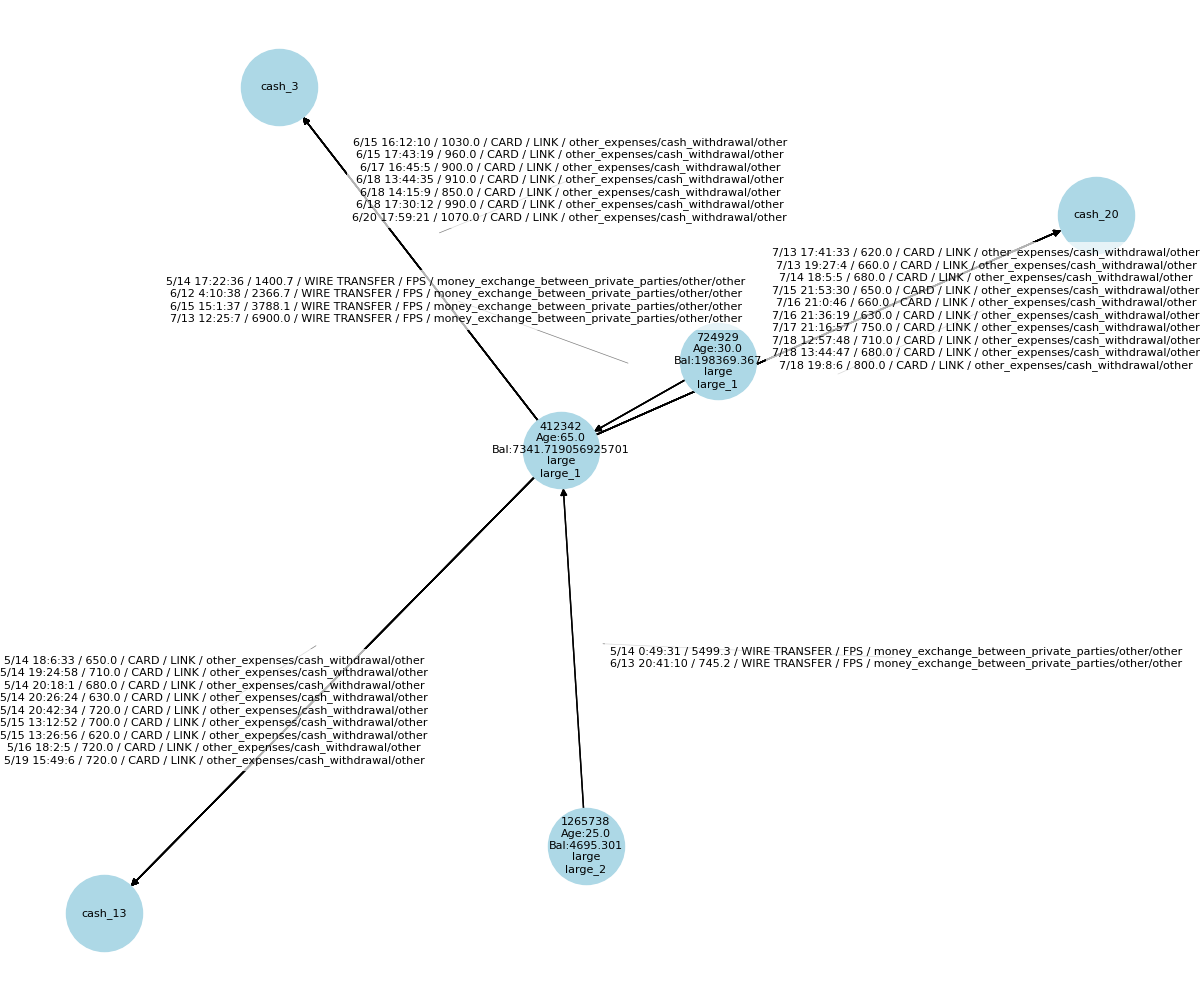 cash_3
6/15 16:12:10 / 1030.0 / CARD / LINK / other_expenses/cash_withdrawal/other
6/15 17:43:19 / 960.0 / CARD / LINK / other_expenses/cash_withdrawal/other
6/17 16:45:5 / 900.0 / CARD / LINK / other_expenses/cash_withdrawal/other
6/18 13:44:35 / 910.0 / CARD / LINK / other_expenses/cash_withdrawal/other
6/18 14:15:9 / 850.0 / CARD / LINK / other_expenses/cash_withdrawal/other
6/18 17:30:12 / 990.0 / CARD / LINK / other_expenses/cash_withdrawal/other
6/20 17:59:21 / 1070.0 / CARD / LINK / other_expenses/cash_withdrawal/other
cash_20
7/13 17:41:33 / 620.0 / CARD / LINK / other_expenses/cash_withdrawal/other
7/13 19:27:4 / 660.0 / CARD / LINK / other_expenses/cash_withdrawal/other
7/14 18:5:5 / 680.0 / CARD / LINK / other_expenses/cash_withdrawal/other
7/15 21:53:30 / 650.0 / CARD / LINK / other_expenses/cash_withdrawal/other
7/16 21:0:46 / 660.0 / CARD / LINK / other_expenses/cash_withdrawal/other
7/16 21:36:19 / 630.0 / CARD / LINK / other_expenses/cash_withdrawal/other
7/17 21:16:57 / 750.0 / CARD / LINK / other_expenses/cash_withdrawal/other
7/18 12:57:48 / 710.0 / CARD / LINK / other_expenses/cash_withdrawal/other
7/18 13:44:47 / 680.0 / CARD / LINK / other_expenses/cash_withdrawal/other
7/18 19:8:6 / 800.0 / CARD / LINK / other_expenses/cash_withdrawal/other
5/14 17:22:36 / 1400.7 / WIRE TRANSFER / FPS / money_exchange_between_private_parties/other/other
6/12 4:10:38 / 2366.7 / WIRE TRANSFER / FPS / money_exchange_between_private_parties/other/other
6/15 15:1:37 / 3788.1 / WIRE TRANSFER / FPS / money_exchange_between_private_parties/other/other
7/13 12:25:7 / 6900.0 / WIRE TRANSFER / FPS / money_exchange_between_private_parties/other/other
724929
Age:30.0
Bal:198369.367
large
large_1
412342
Age:65.0
Bal:7341.719056925701
large
large_1
5/14 0:49:31 / 5499.3 / WIRE TRANSFER / FPS / money_exchange_between_private_parties/other/other
6/13 20:41:10 / 745.2 / WIRE TRANSFER / FPS / money_exchange_between_private_parties/other/other
5/14 18:6:33 / 650.0 / CARD / LINK / other_expenses/cash_withdrawal/other
5/14 19:24:58 / 710.0 / CARD / LINK / other_expenses/cash_withdrawal/other
5/14 20:18:1 / 680.0 / CARD / LINK / other_expenses/cash_withdrawal/other
5/14 20:26:24 / 630.0 / CARD / LINK / other_expenses/cash_withdrawal/other
5/14 20:42:34 / 720.0 / CARD / LINK / other_expenses/cash_withdrawal/other
5/15 13:12:52 / 700.0 / CARD / LINK / other_expenses/cash_withdrawal/other
5/15 13:26:56 / 620.0 / CARD / LINK / other_expenses/cash_withdrawal/other
5/16 18:2:5 / 720.0 / CARD / LINK / other_expenses/cash_withdrawal/other
5/19 15:49:6 / 720.0 / CARD / LINK / other_expenses/cash_withdrawal/other
1265738
Age:25.0
Bal:4695.301
large
large_2
cash_13